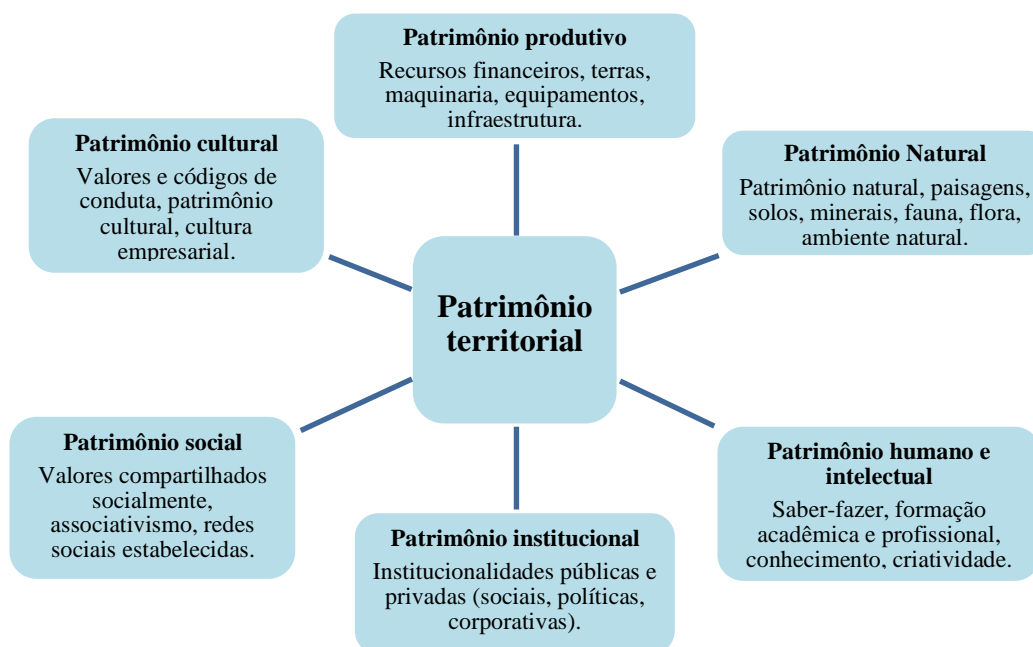 Patrimônio produtivo
Recursos financeiros, terras,
maquinaria, equipamentos,
infraestrutura.
Patrimônio cultural
Valores e códigos de
conduta, patrimônio
cultural, cultura
empresarial.
Patrimônio Natural
Patrimônio natural, paisagens,
solos, minerais, fauna, flora,
ambiente natural.
Patrimônio
territorial
Patrimônio social
Valores compartilhados
socialmente,
associativismo, redes
sociais estabelecidas.
Patrimônio institucional
Institucionalidades públicas e
privadas (sociais, políticas,
corporativas).
Patrimônio humano e
intelectual
Saber-fazer, formação
acadêmica e profissional,
conhecimento, criatividade.